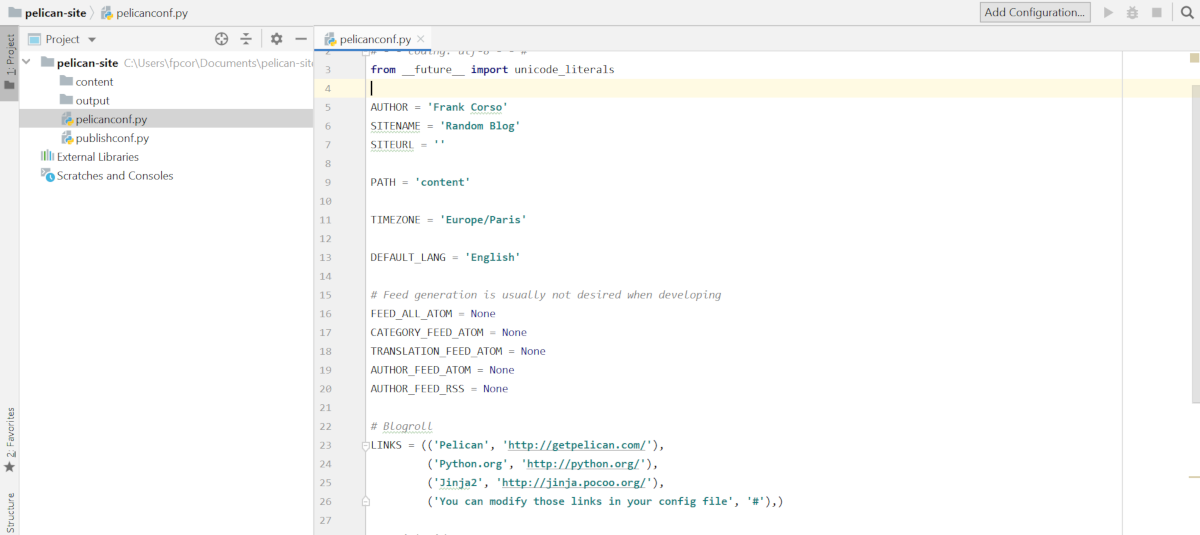 pelican-site
pelicanconf.py
Add Configuration...
1: Project
Project
pelican-site C:\Users\fpcor\Documents\pelican-sit
content
output
pelicanconf.py
publishconf.py
External Libraries
Scratches and Consoles
2: Favorites
Structure
pelicanconf.py
3 from __future__ import unicode_literals
4
5 AUTHOR = 'Frank Corso'
6 SITENAME = 'Random Blog'
7 SITEURL = ''
8
9 PATH = 'content'
10
11 TIMEZONE = 'Europe/Paris'
12
13 DEFAULT_LANG = 'English'
14
15 # Feed generation is usually not desired when developing
16 FEED_ALL_ATOM = None
17 CATEGORY_FEED_ATOM = None
18 TRANSLATION_FEED_ATOM = None
19 AUTHOR_FEED_ATOM = None
20 AUTHOR_FEED_RSS = None
21
22 # Blogroll
23 LINKS = (('Pelican', 'http://getpelican.com/'),
24 ('Python.org', 'http://python.org/'),
25 ('Jinja2', 'http://jinja.pocoo.org/'),
26 ('You can modify those links in your config file', '#'),)
27